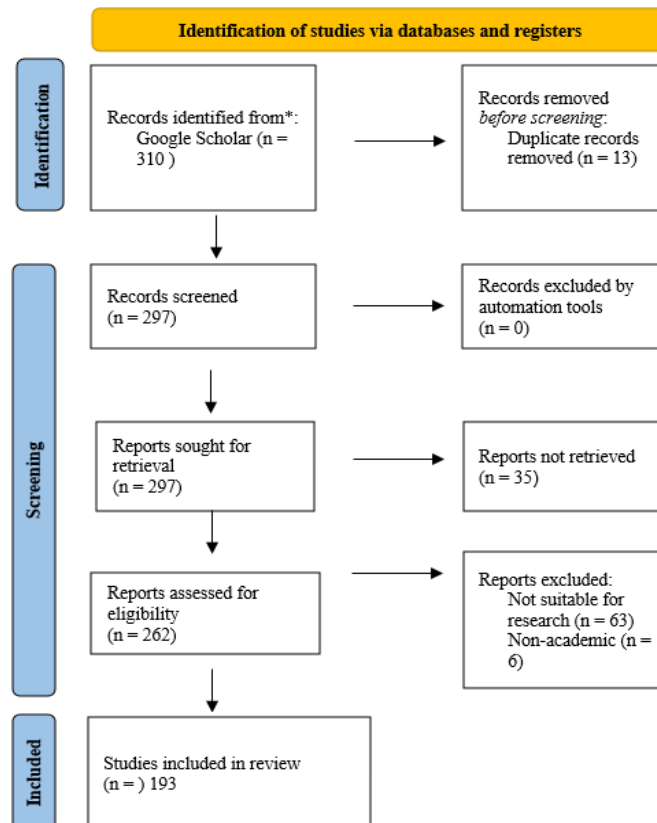 Identification of studies via databases and registers
Identification
Records identified from*:
Google Scholar (n =
310 )
Records removed
before screening:
Duplicate records
removed (n = 13)
Screening
Records screened
(n = 297)
Records excluded by
automation tools
(n = 0)
Reports sought for
retrieval
(n = 297)
Reports not retrieved
(n = 35)
Reports assessed for
eligibility
(n = 262)
Reports excluded:
Not suitable for
research (n = 63)
Non-academic (n =
6)
Included
Studies included in review
(n = ) 193